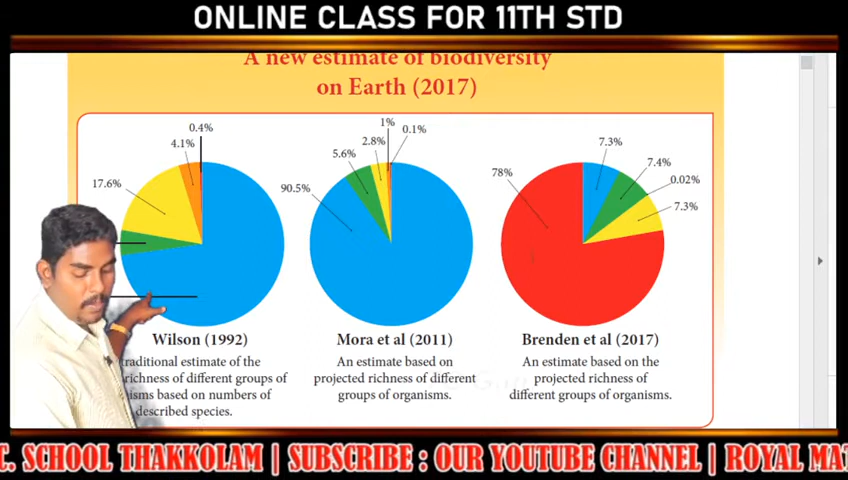 ONLINE CLASS FOR 11TH STD
A new estimate of biodiversity
on Earth (2017)
0.4%
4.1%
17.6%
1%
0.1%
2.8%
5.6%
90.5%
7.3%
7.4%
0.02%
7.3%
78%
Wilson (1992)
raditional estimate of the
richness of different groups of
isms based on numbers of
described species.
Mora et al (2011)
An estimate based on
projected richness of different
groups of organisms.
Brenden et al (2017)
An estimate based on the
projected richness of
different groups of organisms.
T. SCHOOL THAKKOLAM | SUBSCRIBE : OUR YOUTUBE CHANNEL | ROYAL MA